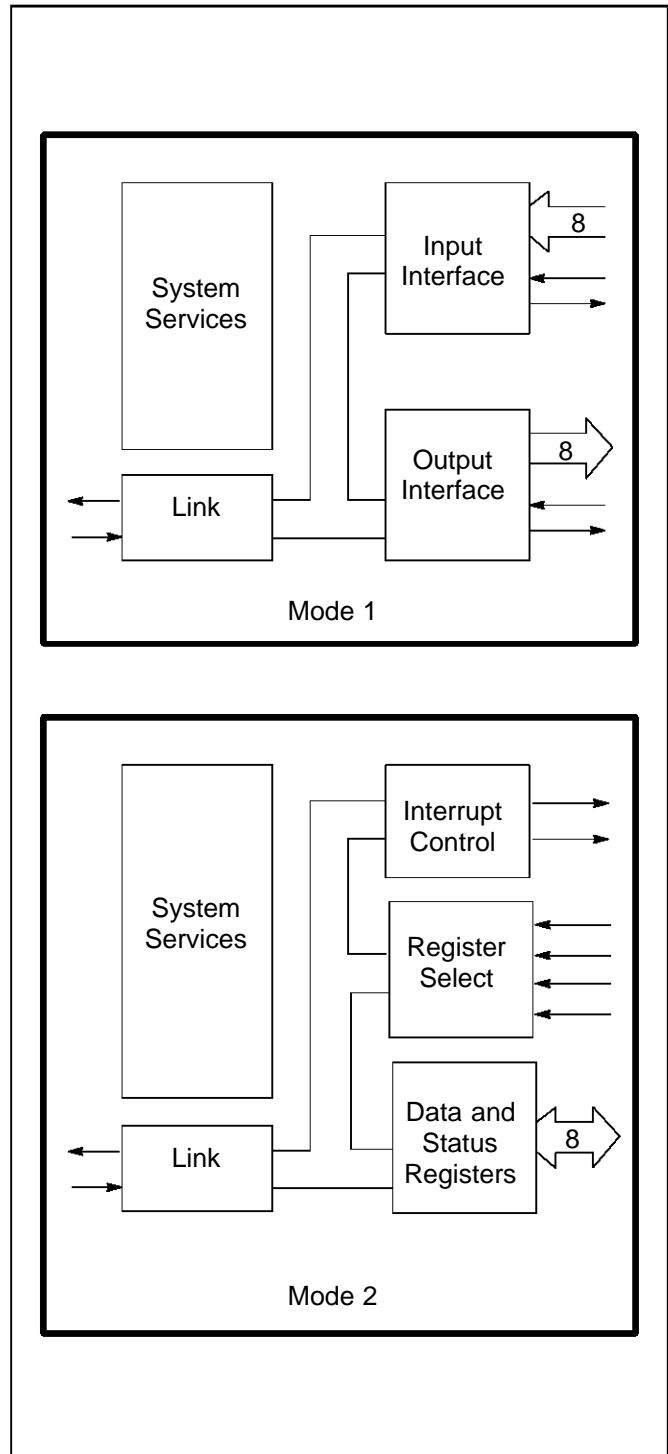 System
Services
Input
Interface
8
Output
Interface
8
Link
Mode 1
System
Services
Interrupt
Control
Register
Select
Data and
Status
Registers
8
Link
Mode 2